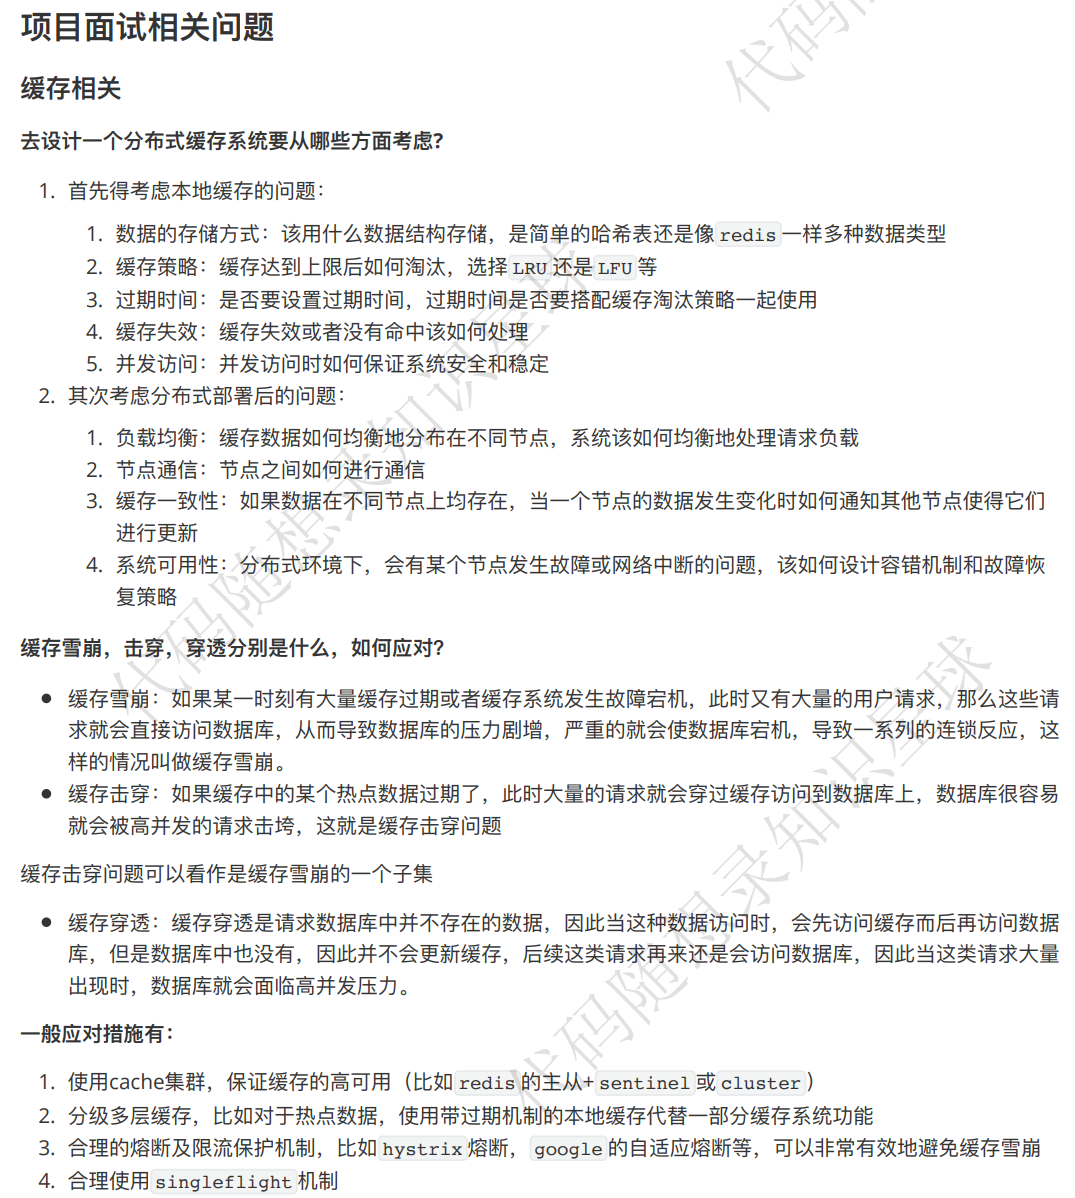 项目面试相关问题
缓存相关
去设计一个分布式缓存系统要从哪些方面考虑?
1. 首先得考虑本地缓存的问题：
1. 数据的存储方式：该用什么数据结构存储，是简单的哈希表还是像redis一样多种数据类型
2. 缓存策略：缓存达到上限后如何淘汰，选择LRU还是LFU等
3. 过期时间：是否要设置过期时间，过期时间是否要搭配缓存淘汰策略一起使用
4. 缓存失效：缓存失效或者没有命中该如何处理
5. 并发访问：并发访问时如何保证系统安全和稳定
2. 其次考虑分布式部署后的问题：
1. 负载均衡：缓存数据如何均衡地分布在不同节点，系统该如何均衡地处理请求负载
2. 节点通信：节点之间如何进行通信
3. 缓存一致性：如果数据在不同节点上均存在，当一个节点的数据发生变化时如何通知其他节点使得它们
进行更新
4. 系统可用性：分布式环境下，会有某个节点发生故障或网络中断的问题，该如何设计容错机制和故障恢
复策略
缓存雪崩，击穿，穿透分别是什么，如何应对?
• 缓存雪崩：如果某一时刻有大量缓存过期或者缓存系统发生故障宕机，此时又有大量的用户请求，那么这些请
求就会直接访问数据库，从而导致数据库的压力剧增，严重的就会使数据库宕机，导致一系列的连锁反应，这
样的情况叫做缓存雪崩。
• 缓存击穿：如果缓存中的某个热点数据过期了，此时大量的请求就会穿过缓存访问到数据库上，数据库很容易
就会被高并发的请求击垮，这就是缓存击穿问题
缓存击穿问题可以看作是缓存雪崩的一个子集
• 缓存穿透：缓存穿透是请求数据库中并不存在的数据，因此当这种数据访问时，会先访问缓存而后再访问数据
库，但是数据库中也没有，因此并不会更新缓存，后续这类请求再来还是会访问数据库，因此当这类请求大量
出现时，数据库就会面临高并发压力。
一般应对措施有：
1. 使用cache集群，保证缓存的高可用（比如redis的主从+sentinel或cluster）
2. 分级多层缓存，比如对于热点数据，使用带过期机制的本地缓存代替一部分缓存系统功能
3. 合理的熔断及限流保护机制，比如hystrix熔断，google的自适应熔断等，可以非常有效地避免缓存雪崩
4. 合理使用singleflight机制
代码随想录知识星球
代码随想录知识星球
代码